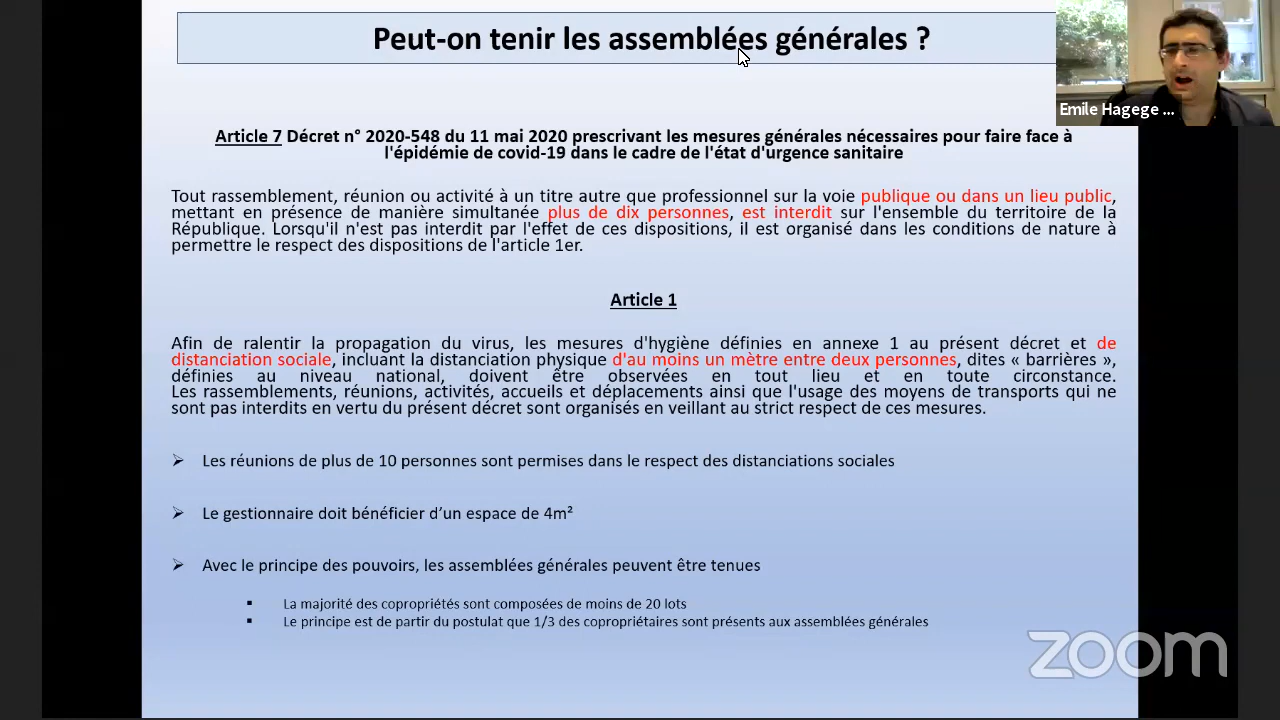 Peut-on tenir les assemblées générales ?
Emile Hagege ...
Article 7 Décret n° 2020-548 du 11 mai 2020 prescrivant les mesures générales nécessaires pour faire face à
l'épidémie de covid-19 dans le cadre de l'état d'urgence sanitaire
Tout rassemblement, réunion ou activité à un titre autre que professionnel sur la voie publique ou dans un lieu public,
mettant en présence de manière simultanée plus de dix personnes, est interdit sur l'ensemble du territoire de la
République. Lorsqu'il n'est pas interdit par l'effet de ces dispositions, il est organisé dans les conditions de nature à
permettre le respect des dispositions de l'article 1er.
Article 1
Afin de ralentir la propagation du virus, les mesures d'hygiène définies en annexe 1 au présent décret et de
distanciation sociale, incluant la distanciation physique d'au moins un mètre entre deux personnes, dites « barrières »,
définies au niveau national, doivent être observées en tout lieu et en toute circonstance.
Les rassemblements, réunions, activités, accueils et déplacements ainsi que l'usage des moyens de transports qui ne
sont pas interdits en vertu du présent décret sont organisés en veillant au strict respect de ces mesures.
➢ Les réunions de plus de 10 personnes sont permises dans le respect des distanciations sociales
➢ Le gestionnaire doit bénéficier d’un espace de 4m²
➢ Avec le principe des pouvoirs, les assemblées générales peuvent être tenues
▪ La majorité des copropriétés sont composées de moins de 20 lots
▪ Le principe est de partir du postulat que 1/3 des copropriétaires sont présents aux assemblées générales
zoom